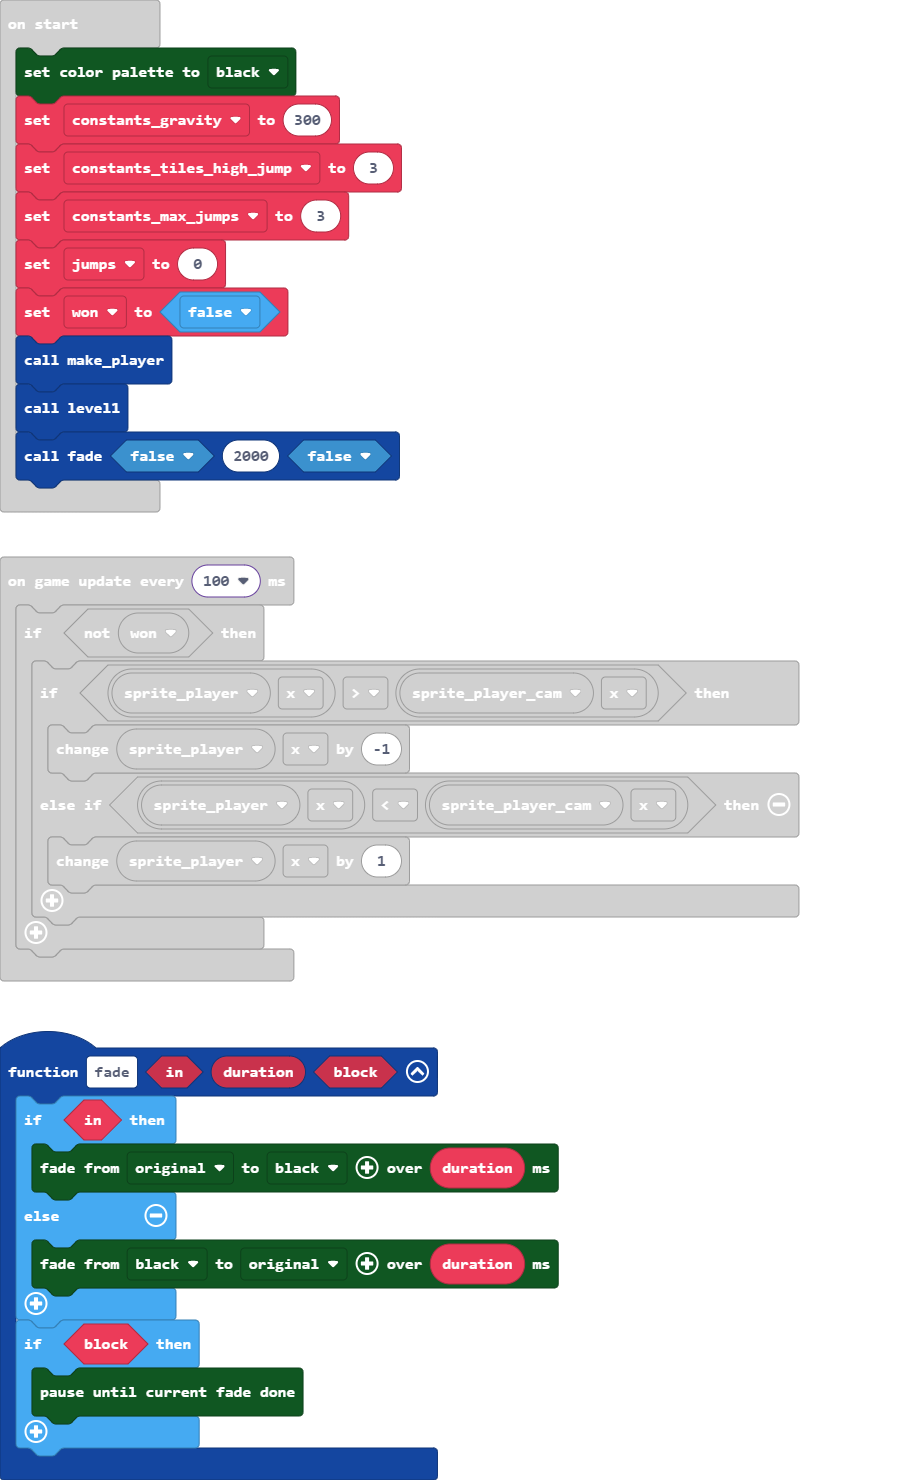 on start
set color palette to black
set constants_gravity to 300
set constants_tiles_high_jump to 3
set constants_max_jumps to 3
set jumps to 0
set won to false
call make_player
call level1
call fade false 2000 false
on game update every 100 ms
if not won then
if sprite_player x > sprite_player_cam x then
change sprite_player x by -1
else if sprite_player x < sprite_player_cam x then
change sprite_player x by 1
function fade in duration block
if in then
fade from original to black over duration ms
else
fade from black to original over duration ms
if block then
pause until current fade done